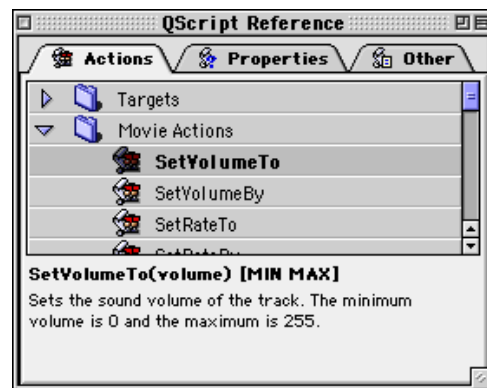 QScript Reference
Actions Properties Other
Targets
Movie Actions
SetVolumeTo
SetVolumeBy
SetRateTo
SetRateBy
SetVolumeTo(volume) [MIN MAX]
Sets the sound volume of the track. The minimum
volume is 0 and the maximum is 255.